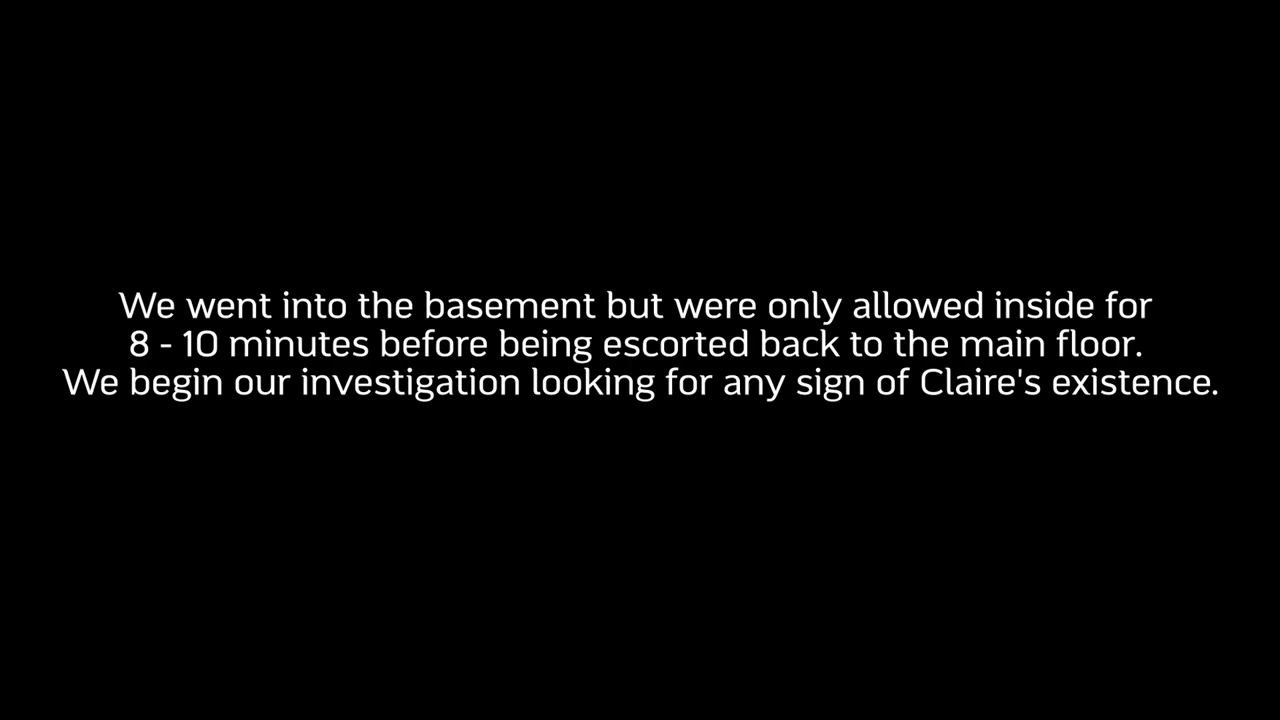 We went into the basement but were only allowed inside for
8 - 10 minutes before being escorted back to the main floor.
We begin our investigation looking for any sign of Claire's existence.